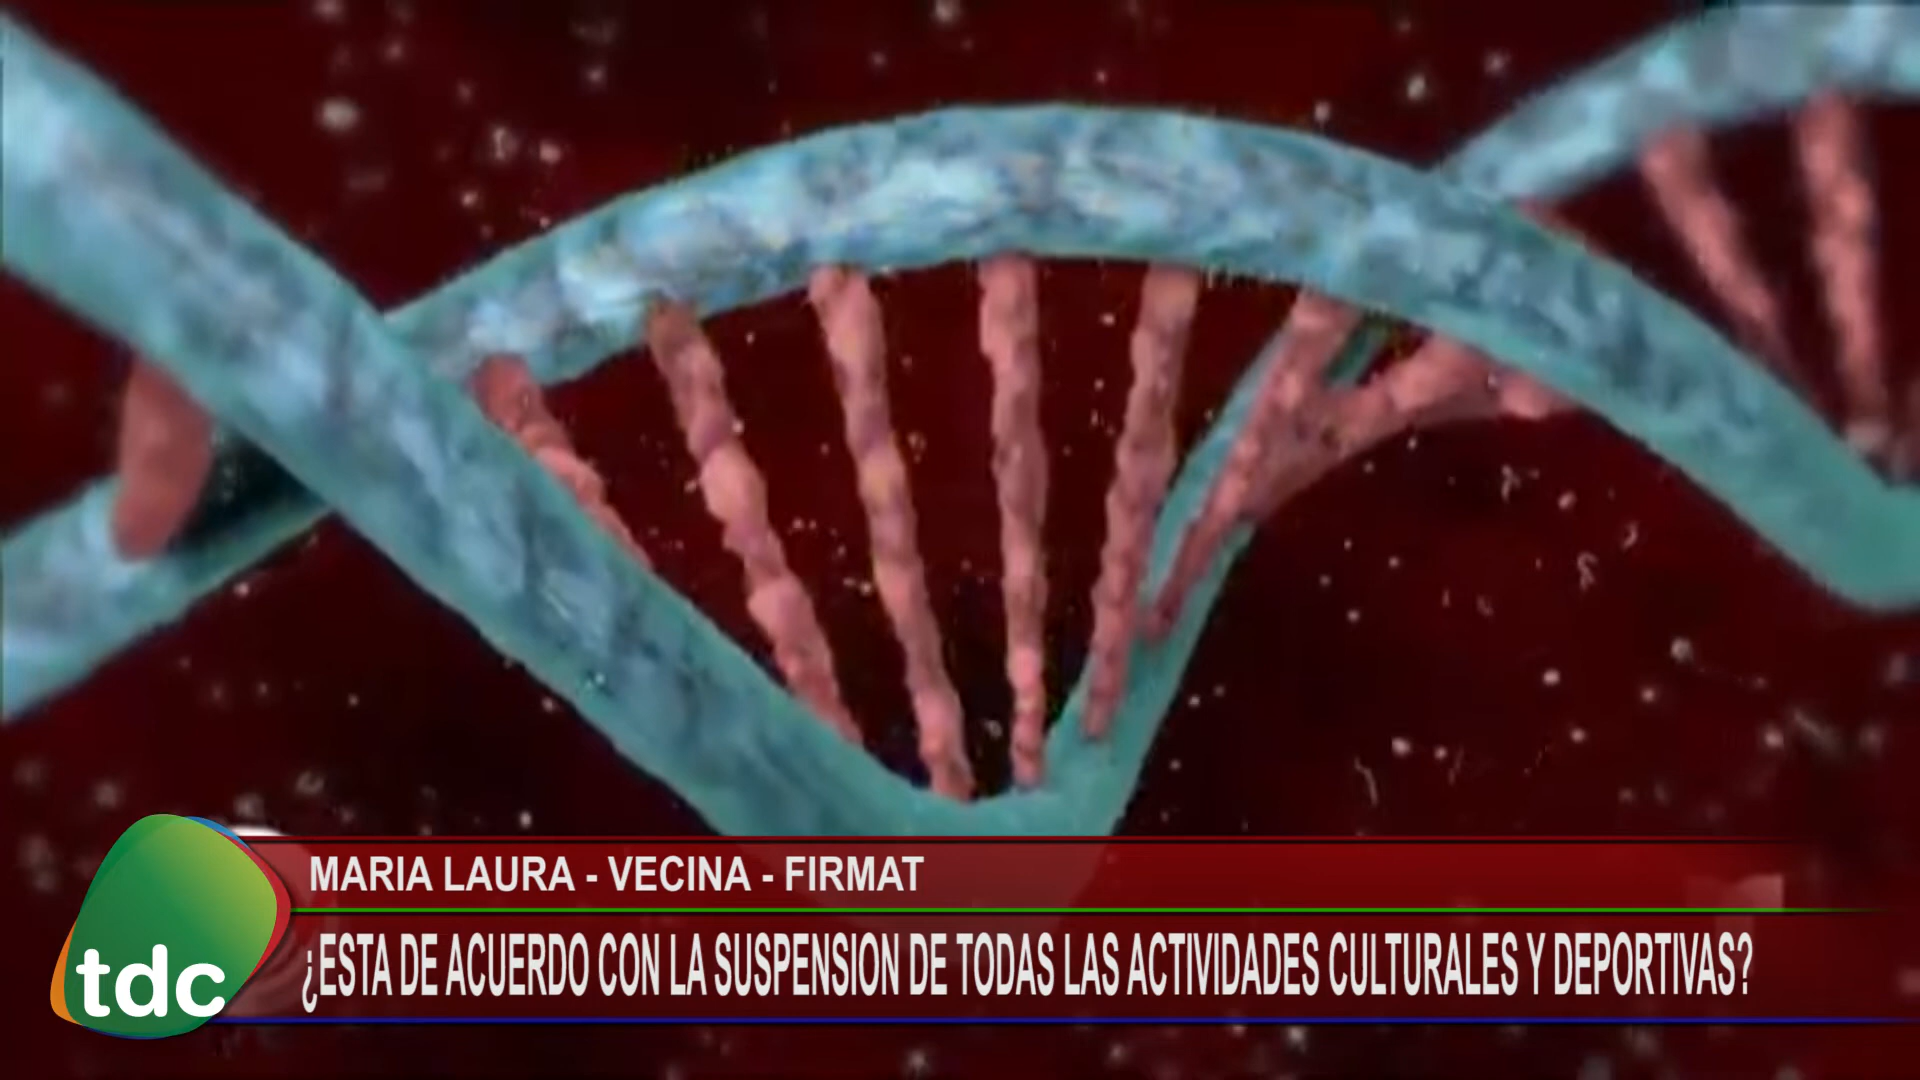 MARIA LAURA - VECINA - FIRMAT
¿ESTA DE ACUERDO CON LA SUSPENSION DE TODAS LAS ACTIVIDADES CULTURALES Y DEPORTIVAS?
tdc